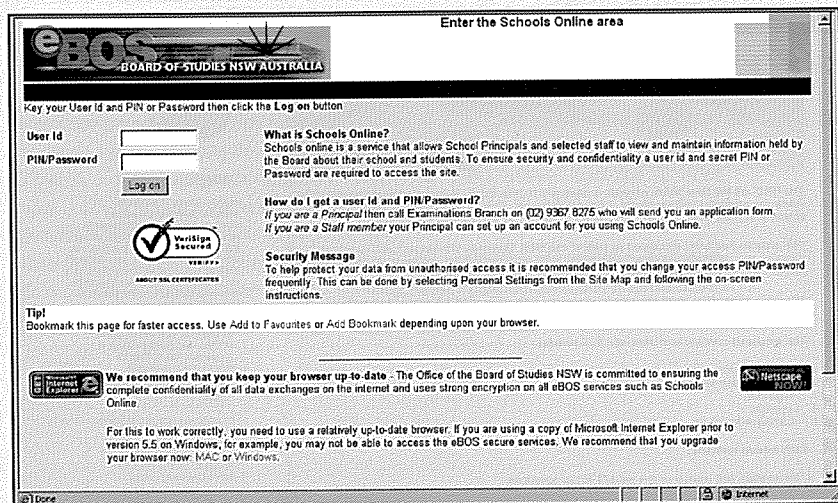 Enter the Schools Online area
eBOS
BOARD OF STUDIES NSW AUSTRALIA
Key your User Id and PIN or Password then click the Log on button
User Id
PIN/Password
Log on
VeriSign
Secured
VERIFY
ABOUT SSL CERTIFICATES
What is Schools Online?
Schools online is a service that allows School Principals and selected staff to view and maintain information held by
the Board about their school and students. To ensure security and confidentiality a user id and secret PIN or
Password are required to access the site.
How do I get a user Id and PIN/Password?
If you are a Principal then call Examinations Branch on (02) 9367 8275 who will send you an application form.
If you are a Staff member your Principal can set up an account for you using Schools Online.
Security Message
To help protect your data from unauthorised access it is recommended that you change your access PIN/Password
frequently. This can be done by selecting Personal Settings from the Site Map and following the on-screen
instructions.
Tip!
Bookmark this page for faster access. Use Add to Favourites or Add Bookmark depending upon your browser.
Microsoft
Internet
Explorer
We recommend that you keep your browser up-to-date - The Office of the Board of Studies NSW is committed to ensuring the
complete confidentiality of all data exchanges on the internet and uses strong encryption on all eBOS services such as Schools
Online.
Netscape
NOW!
For this to work correctly, you need to use a relatively up-to-date browser. If you are using a copy of Microsoft Internet Explorer prior to
version 5.5 on Windows, for example, you may not be able to access the eBOS secure services. We recommend that you upgrade
your browser now: MAC or Windows.
Done
Internet